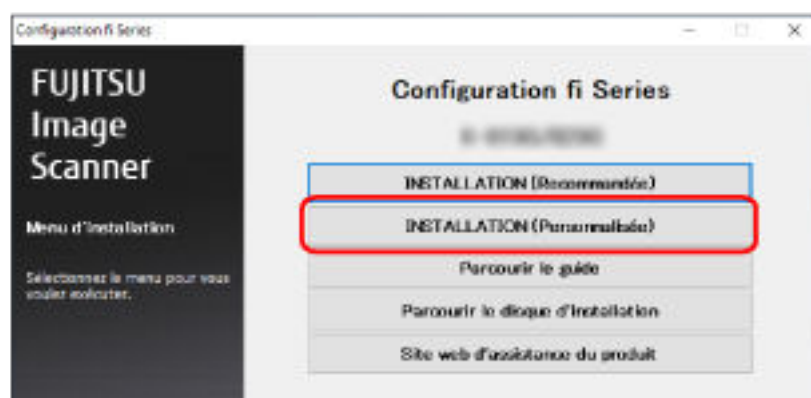 Configuration fi Series
FUJITSU
Image
Scanner
Menu d'Installation
Sélectionnez le menu pour vous
voulez exécuter.
Configuration fi Series
INSTALLATION (Recommandée)
INSTALLATION (Personnalisée)
Parcourir le guide
Parcourir le disque d'installation
Site web d'assistance du produit